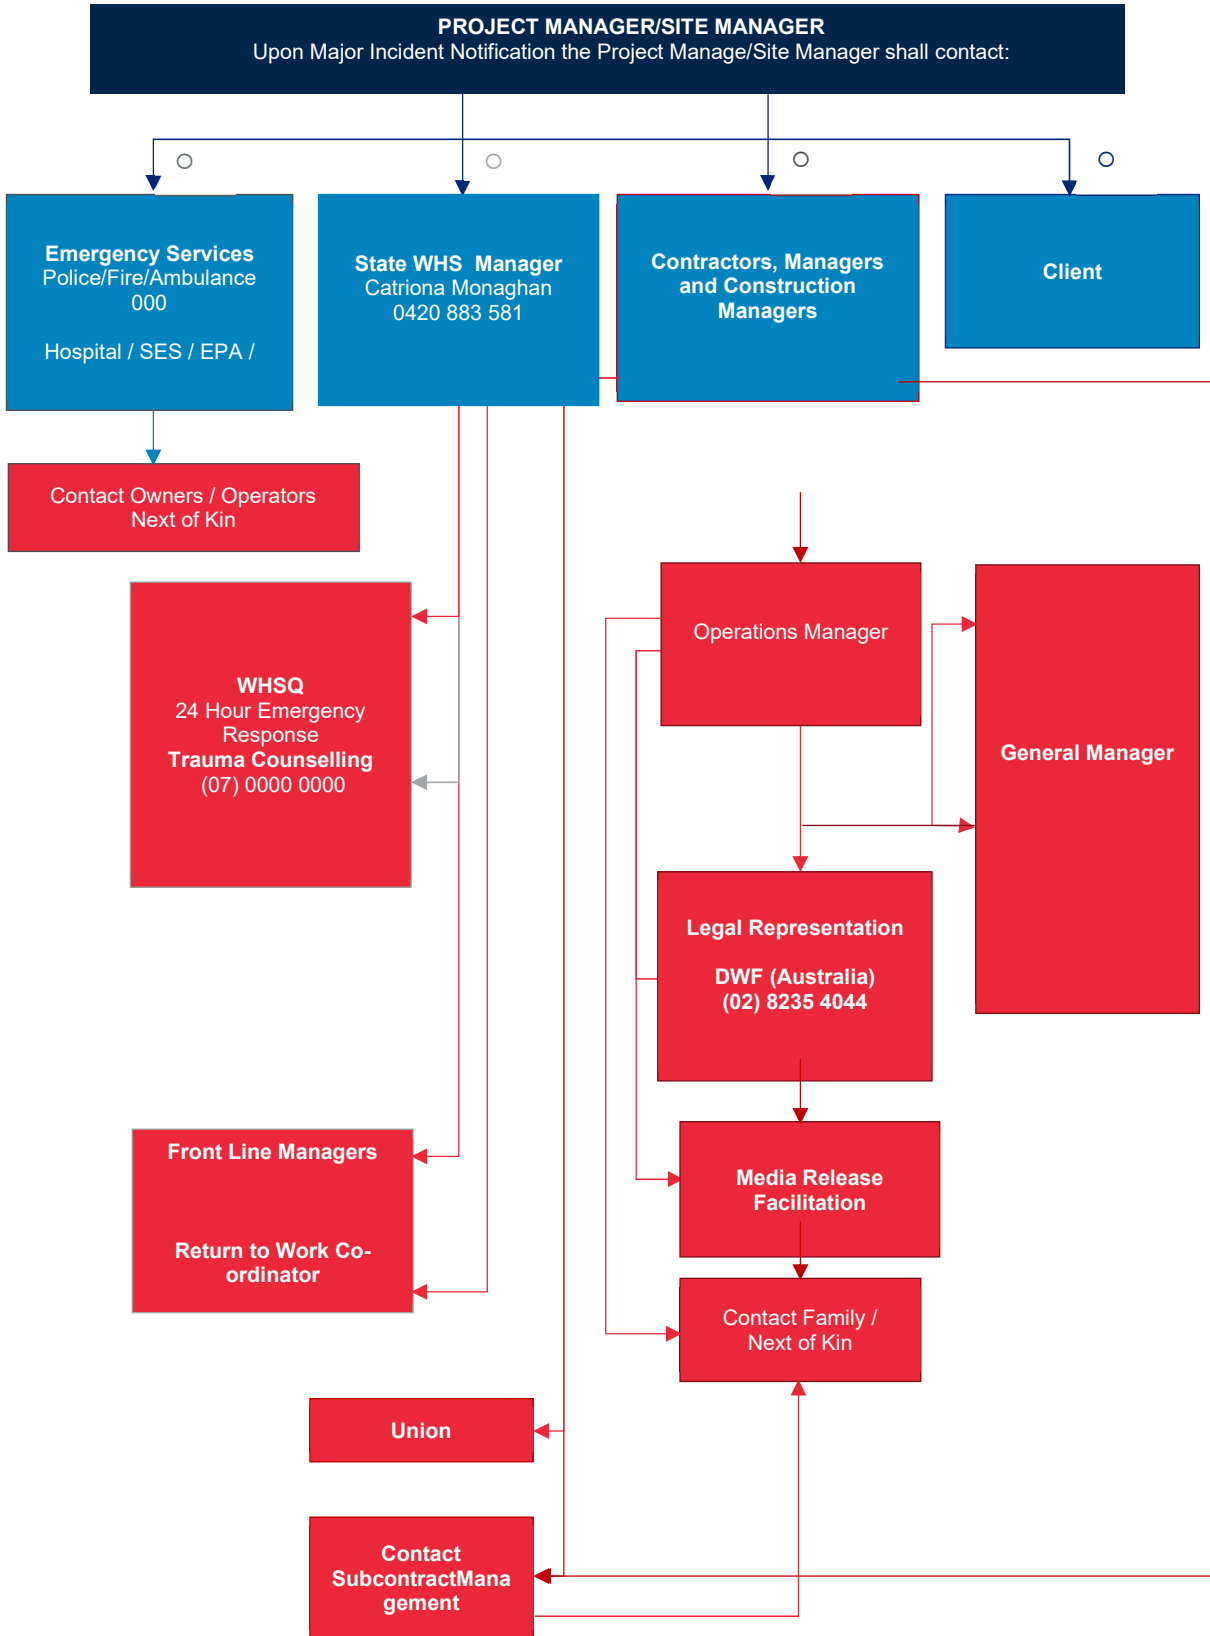 PROJECT MANAGER/SITE MANAGER
Upon Major Incident Notification the Project Manage/Site Manager shall contact:
Emergency Services
Police/Fire/Ambulance
000
Hospital / SES / EPA /
State WHS Manager
Catriona Monaghan
0420 883 581
Contractors, Managers
and Construction
Managers
Client
Contact Owners / Operators
Next of Kin
Operations Manager
General Manager
WHSQ
24 Hour Emergency
Response
Trauma Counselling
(07) 0000 0000
Legal Representation
DWF (Australia)
(02) 8235 4044
Front Line Managers
Return to Work Co-
ordinator
Media Release
Facilitation
Contact Family /
Next of Kin
Union
Contact
SubcontractMana
gement